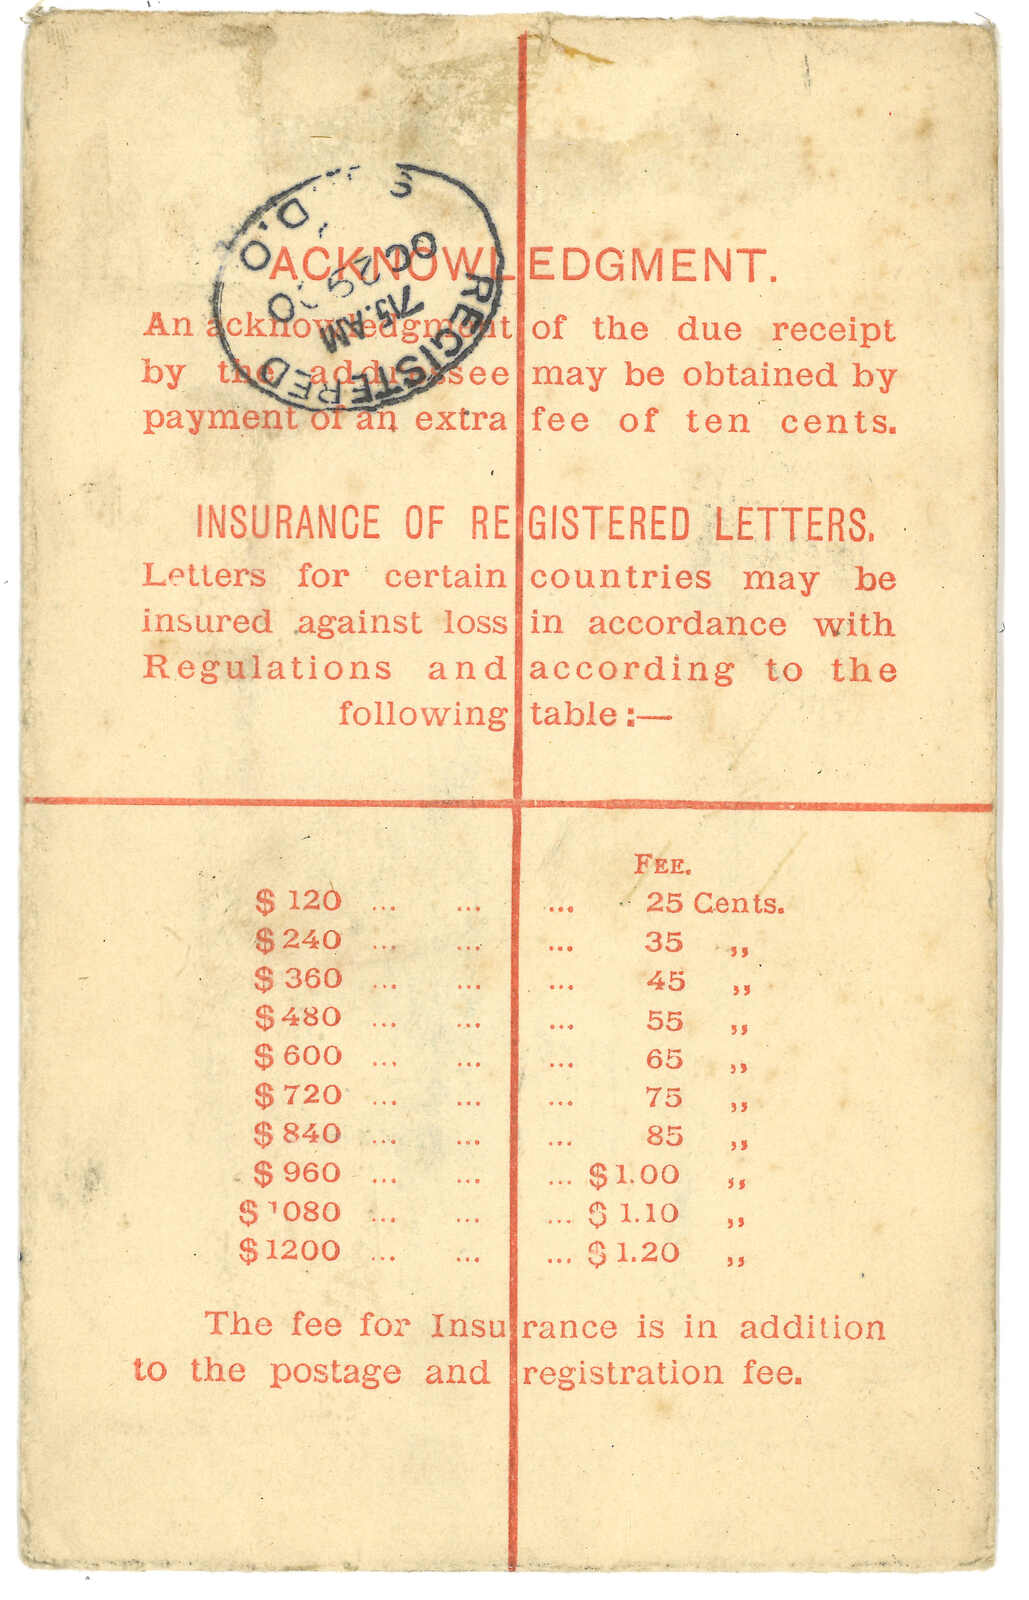 ACKNOWLEDGMENT.
An acknowledgment of the due receipt
by the addressee may be obtained by
payment of an extra fee of ten cents.
REGISTERED
7 15. AM
OC 29
D.O.
S
INSURANCE OF REGISTERED LETTERS.
Letters for certain countries may be
insured against loss in accordance with
Regulations and according to the
following table :—
FEE.
$ 120 ... ... ... 25 Cents.
$ 240 ... ... ... 35 „
$ 360 ... ... ... 45 „
$ 480 ... ... ... 55 „
$ 600 ... ... ... 65 „
$ 720 ... ... ... 75 „
$ 840 ... ... ... 85 „
$ 960 ... ... ... $ 1.00 „
$ 1080 ... ... ... $ 1.10 „
$ 1200 ... ... ... $ 1.20 „
The fee for Insurance is in addition
to the postage and registration fee.